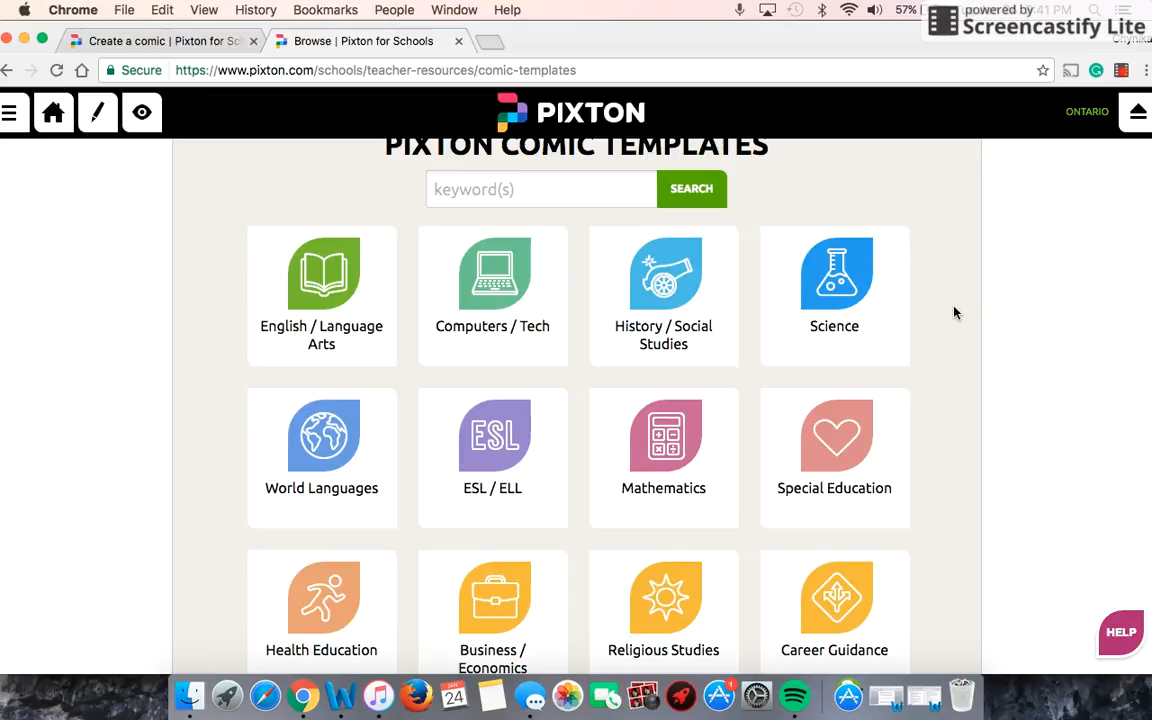 Chrome File Edit View History Bookmarks People Window Help 57%
powered by
Screencastify Lite
Create a comic | Pixton for Sc
Browse | Pixton for Schools
Secure https://www.pixton.com/schools/teacher-resources/comic-templates
PIXTON
ONTARIO
PIXTON COMIC TEMPLATES
keyword(s)
SEARCH
English / Language
Arts
Computers / Tech
History / Social
Studies
Science
ESL
World Languages
ESL / ELL
Mathematics
Special Education
Health Education
Business /
Economics
Religious Studies
Career Guidance
HELP
JAN
24
1